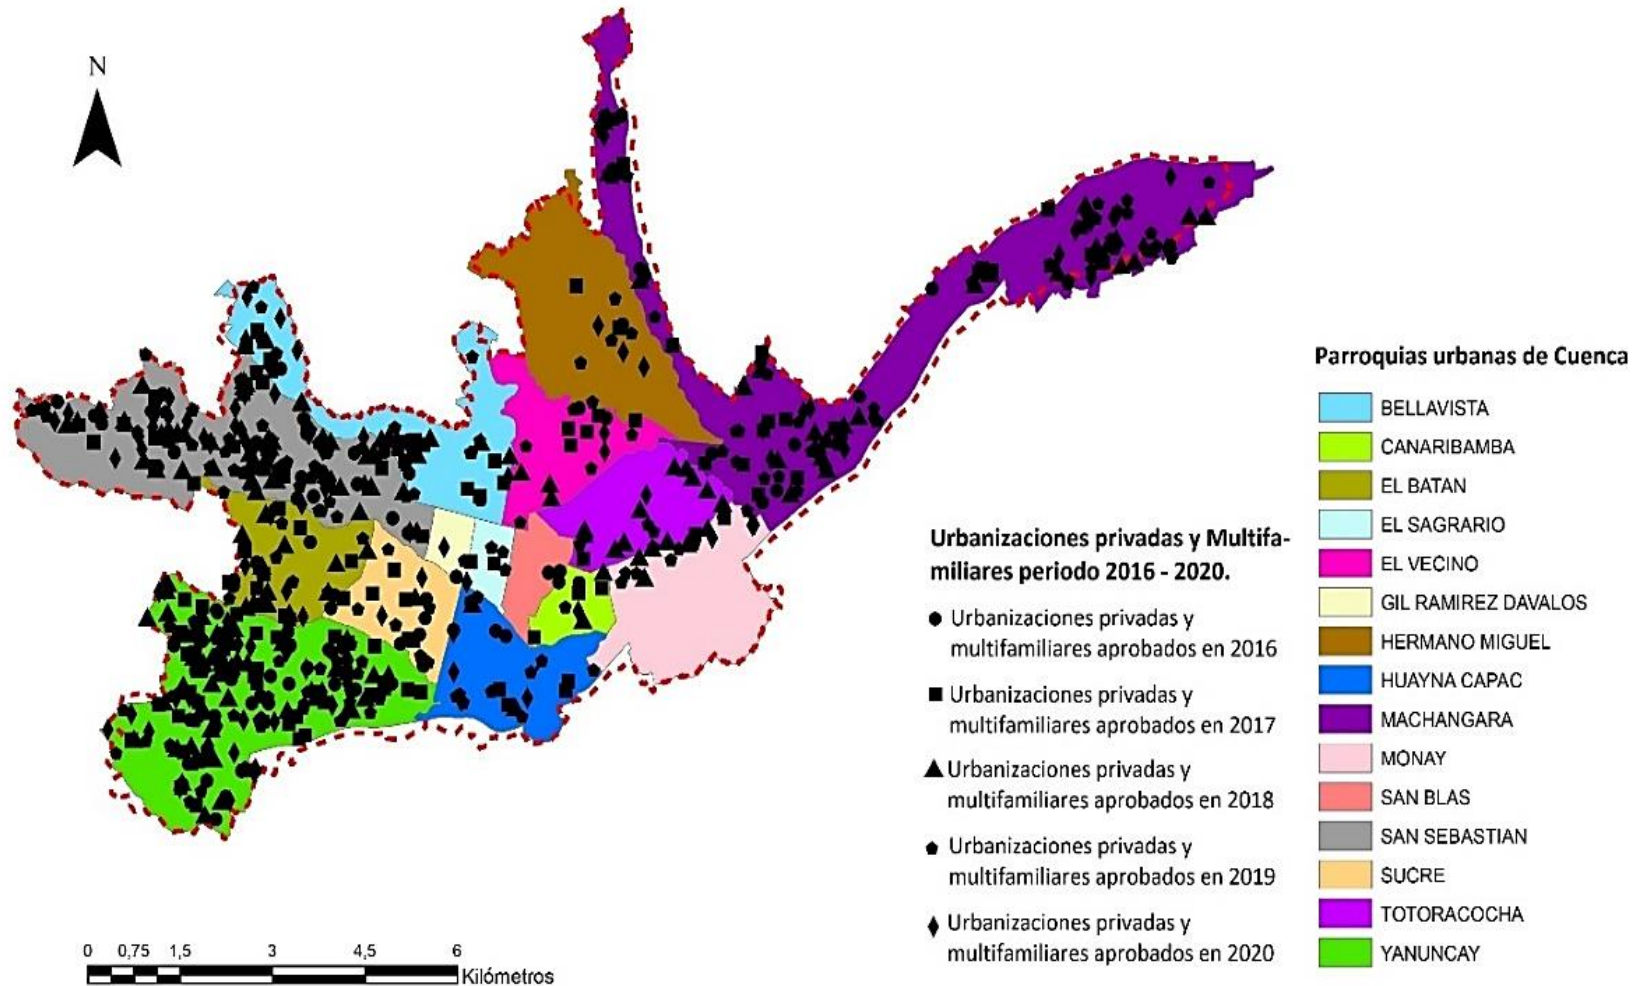 N
Parroquias urbanas de Cuenca
BELLAVISTA
CANARIBAMBA
EL BATAN
EL SAGRARIO
EL VECINO
GIL RAMIREZ DAVALOS
HERMANO MIGUEL
HUAYNA CAPAC
MACHANGARA
MONAY
SAN BLAS
SAN SEBASTIAN
SUCRE
TOTORACOCHA
YANUNCAY
Urbanizaciones privadas y Multifa-
miliares periodo 2016 - 2020.
Urbanizaciones privadas y
multifamiliares aprobados en 2016
Urbanizaciones privadas y
multifamiliares aprobados en 2017
Urbanizaciones privadas y
multifamiliares aprobados en 2018
Urbanizaciones privadas y
multifamiliares aprobados en 2019
Urbanizaciones privadas y
multifamiliares aprobados en 2020
0 0,75 1,5 3 4,5 6
Kilómetros